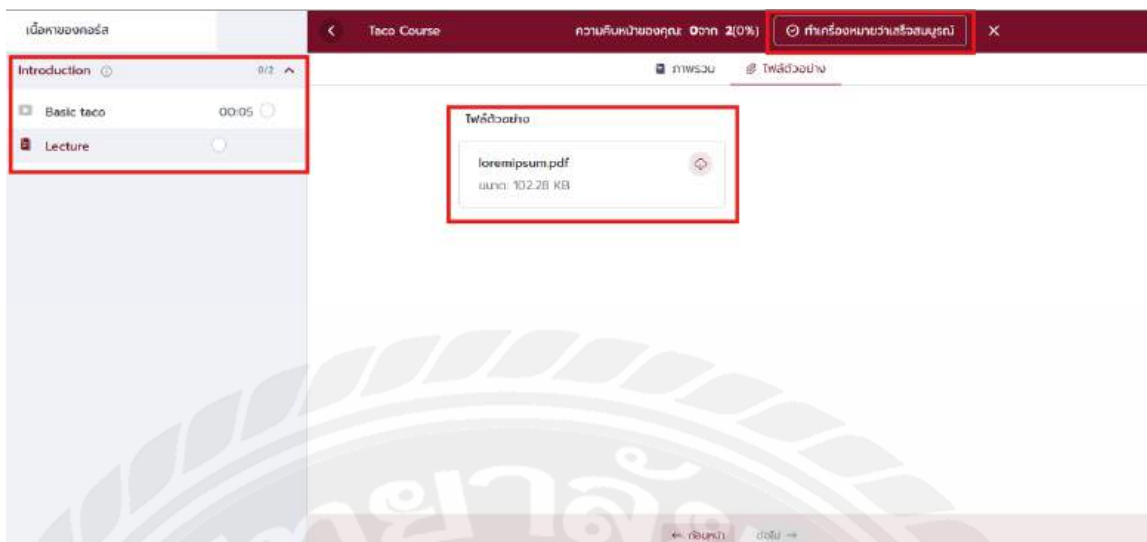 เนื้อหาของคอร์ส
Taco Course
ความคืบหน้าของคุณ: 0จาก 2(0%)
ทำเครื่องหมายว่าเสร็จสมบูรณ์
Introduction
0/2
ภาพรวม
ไฟล์ตัวอย่าง
Basic taco 00:05
Lecture
ไฟล์ตัวอย่าง
loremipsum.pdf
ขนาด: 102.28 KB
← ก่อนหน้า
ต่อไป →